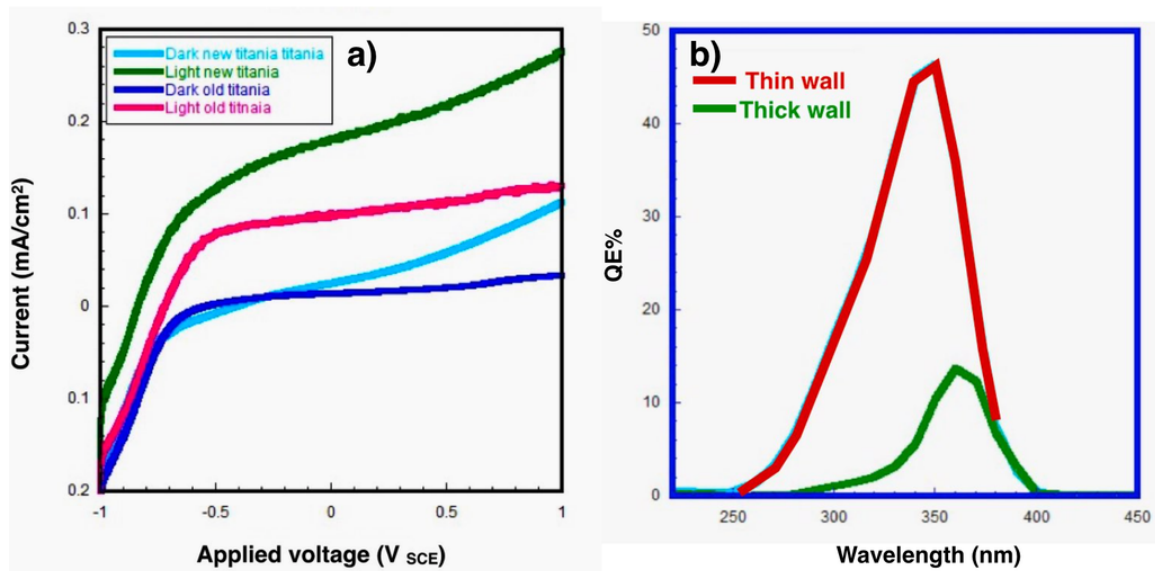 a)
Dark new titania titania
Light new titania
Dark old titania
Light old titnaia
0.3
0.2
0.1
0
0.1
0.2
-1
-0.5
0
0.5
1
Current (mA/cm²)
Applied voltage (V SCE)
b)
Thin wall
Thick wall
50
40
30
20
10
0
250
300
350
400
450
QE%
Wavelength (nm)